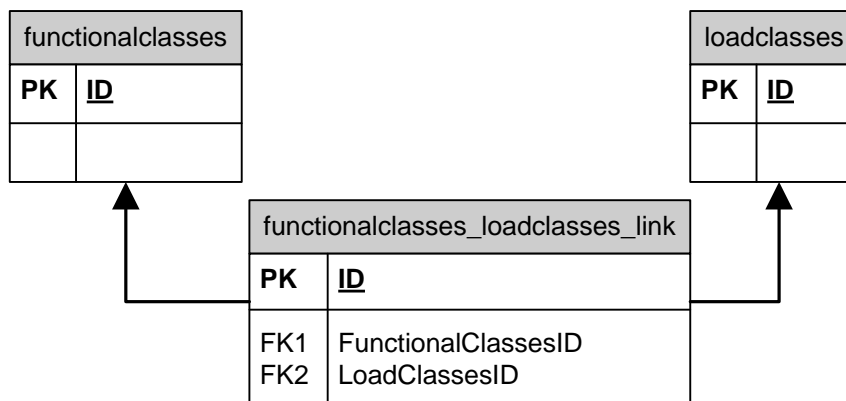 functionalclasses
PK ID
loadclasses
PK ID
functionalclasses_loadclasses_link
PK ID
FK1 FunctionalClassesID
FK2 LoadClassesID